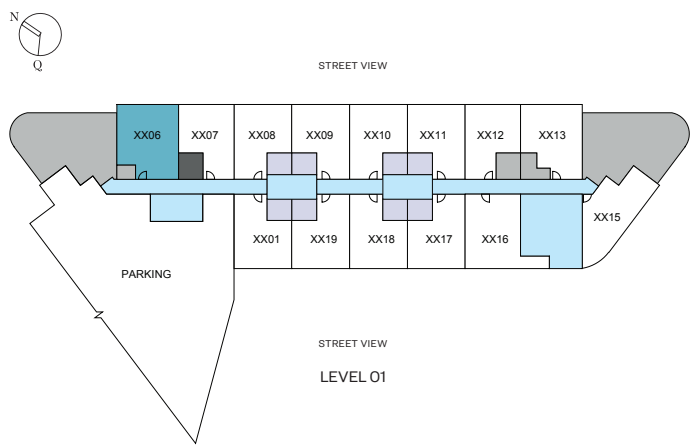 N
Q
STREET VIEW
XX06 XX07 XX08 XX09 XX10 XX11 XX12 XX13
XX15
XX01 XX19 XX18 XX17 XX16
PARKING
STREET VIEW
LEVEL 01